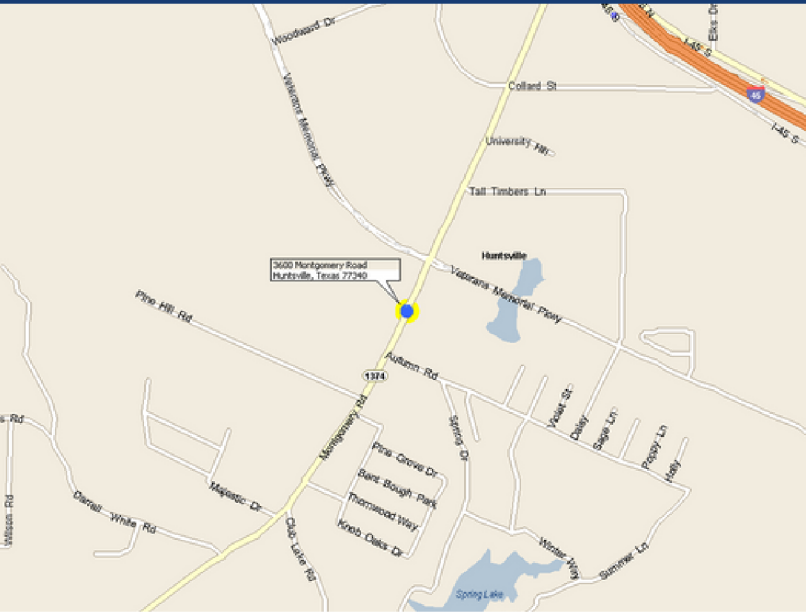 45 S
N
I-45 S
Elks Dr
Woodward Dr
Collard St
45
I-45 S
Veterans Memorial Pkwy
University Hill
Tall Timbers Ln
Huntsville
3600 Montgomery Road
Huntsville, Texas 77340
Veterans Memorial Pkwy
Pine Hill Rd
Autumn Rd
1374
Montgomery Rd
Violet St
Daisy
Sage Ln
Poppy Ln
Holly
s Rd
Spring Dr
Pine Grove Dr
Bent Bough Park
Majestic Dr
Thornwood Way
Wilson Rd
Darrell White Rd
Knob Oaks Dr
Club Lake Rd
Winter Way
Summer Ln
Spring Lake